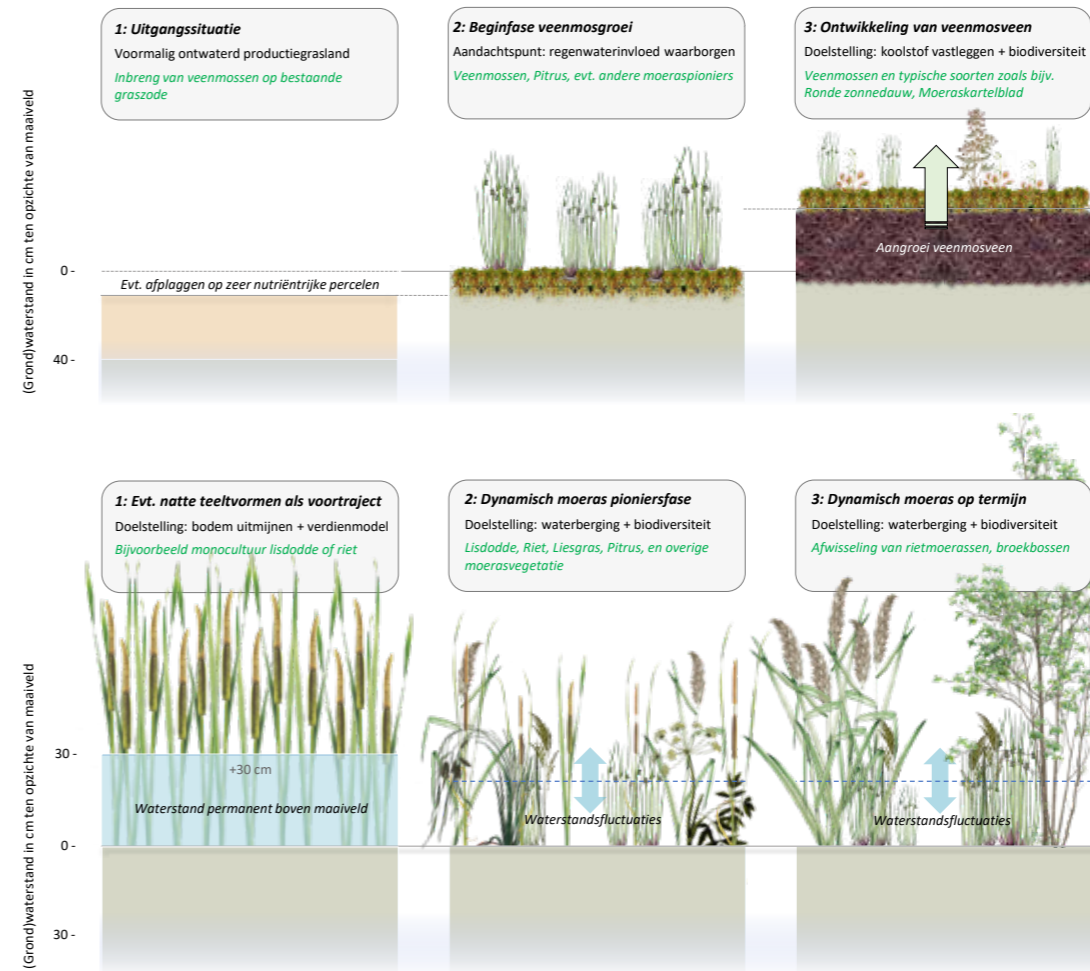 1: Uitgangssituatie
Voormalig ontwaterd productiegrasland
Inbreng van veenmossen op bestaande
graszode
2: Beginfase veenmosgroei
Aandachtspunt: regenwaterinvloed waarborgen
Veenmossen, Pitrus, evt. andere moeraspioniers
3: Ontwikkeling van veenmosveen
Doelstelling: koolstof vastleggen + biodiversiteit
Veenmossen en typische soorten zoals bijv.
Ronde zonnedauw, Moeraskartelblad
(Grond)waterstand in cm ten opzichte van maaiveld
0 -
40 -
Evt. afplaggen op zeer nutriëntrijke percelen
Aangroei veenmosveen
1: Evt. natte teeltvormen als voortraject
Doelstelling: bodem uitmijnen + verdienmodel
Bijvoorbeeld monocultuur lisdodde of riet
2: Dynamisch moeras pioniersfase
Doelstelling: waterberging + biodiversiteit
Lisdodde, Riet, Liesgras, Pitrus, en overige
moerasvegetatie
3: Dynamisch moeras op termijn
Doelstelling: waterberging + biodiversiteit
Afwisseling van rietmoerassen, broekbossen
(Grond)waterstand in cm ten opzichte van maaiveld
30 -
0 -
30 -
+30 cm
Waterstand permanent boven maaiveld
Waterstandsfluctuaties
Waterstandsfluctuaties